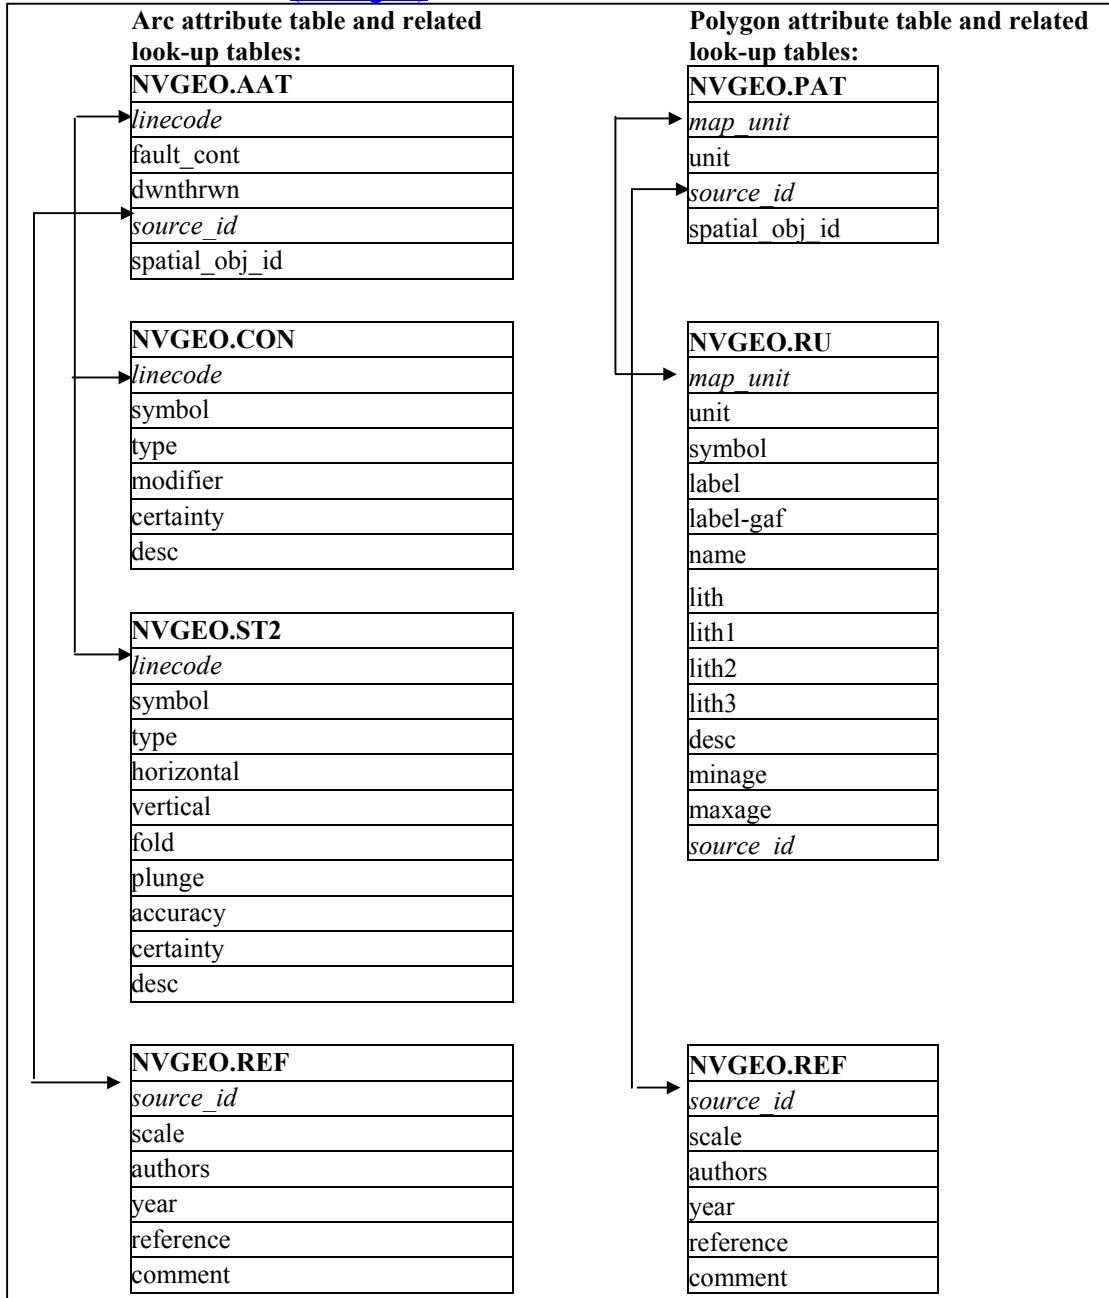 Arc attribute table and related
look-up tables:
NVGEO.AAT
linecode
fault_cont
dwnthrwn
source_id
spatial_obj_id
NVGEO.CON
linecode
symbol
type
modifier
certainty
desc
NVGEO.ST2
linecode
symbol
type
horizontal
vertical
fold
plunge
accuracy
certainty
desc
NVGEO.REF
source_id
scale
authors
year
reference
comment
Polygon attribute table and related
look-up tables:
NVGEO.PAT
map_unit
unit
source_id
spatial_obj_id
NVGEO.RU
map_unit
unit
symbol
label
label-gaf
name
lith
lith1
lith2
lith3
desc
minage
maxage
source_id
NVGEO.REF
source_id
scale
authors
year
reference
comment